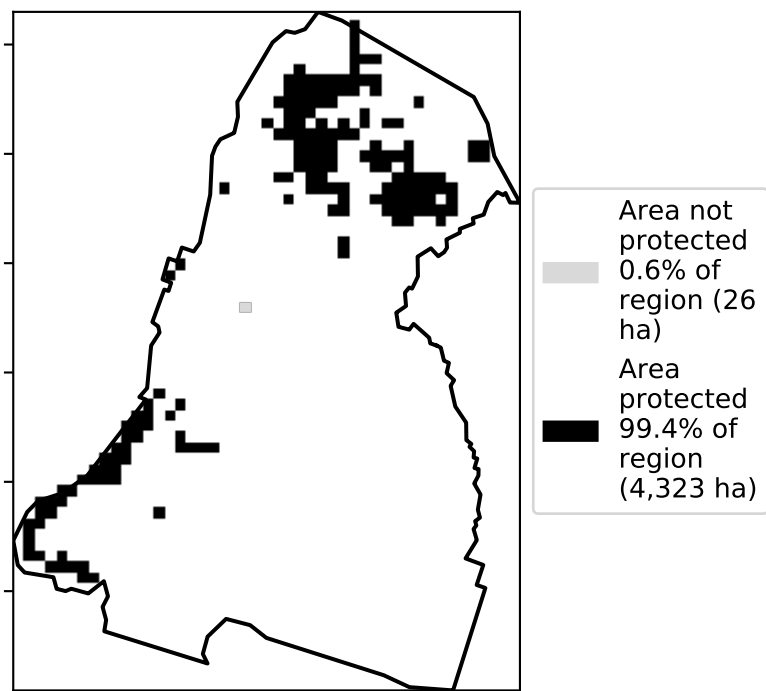 Area not
protected
0.6% of
region (26
ha)
Area
protected
99.4% of
region
(4,323 ha)